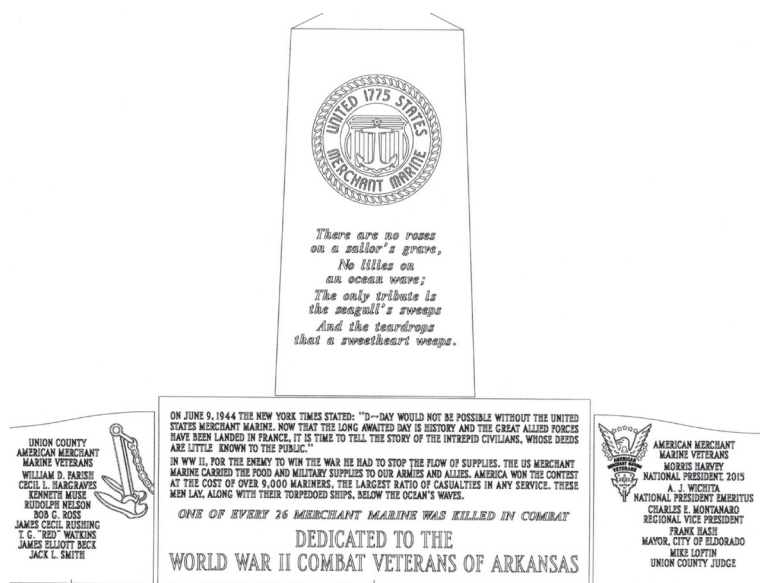 UNITED 1775 STATES
MERCHANT MARINE
There are no roses
on a sailor's grave,
No lilies on
an ocean wave;
The only tribute is
the seagull's sweeps
And the teardrops
that a sweetheart weeps.
UNION COUNTY
AMERICAN MERCHANT
MARINE VETERANS
WILLIAM D. PARISH
CECIL L. HARGRAVES
KENNETH MUSE
RUDOLPH NELSON
BOB G. ROSS
JAMES CECIL RUSHING
T. G. "RED" WATKINS
JAMES ELLIOTT BECK
JACK L. SMITH
ON JUNE 9, 1944 THE NEW YORK TIMES STATED: "D~DAY WOULD NOT BE POSSIBLE WITHOUT THE UNITED
STATES MERCHANT MARINE. NOW THAT THE LONG AWAITED DAY IS HISTORY AND THE GREAT ALLIED FORCES
HAVE BEEN LANDED IN FRANCE, IT IS TIME TO TELL THE STORY OF THE INTREPID CIVILIANS, WHOSE DEEDS
ARE LITTLE KNOWN TO THE PUBLIC."
IN WW II, FOR THE ENEMY TO WIN THE WAR HE HAD TO STOP THE FLOW OF SUPPLIES. THE US MERCHANT
MARINE CARRIED THE FOOD AND MILITARY SUPPLIES TO OUR ARMIES AND ALLIES. AMERICA WON THE CONTEST
AT THE COST OF OVER 9,000 MARINERS, THE LARGEST RATIO OF CASUALTIES IN ANY SERVICE. THESE
MEN LAY, ALONG WITH THEIR TORPEDOED SHIPS, BELOW THE OCEAN'S WAVES.
ONE OF EVERY 26 MERCHANT MARINE WAS KILLED IN COMBAT
DEDICATED TO THE
WORLD WAR II COMBAT VETERANS OF ARKANSAS
AMERICAN MERCHANT
MARINE VETERANS
MORRIS HARVEY
NATIONAL PRESIDENT, 2015
A. J. WICHITA
NATIONAL PRESIDENT EMERITUS
CHARLES E. MONTANARO
REGIONAL VICE PRESIDENT
FRANK HASH
MAYOR, CITY OF ELDORADO
MIKE LOFTIN
UNION COUNTY JUDGE